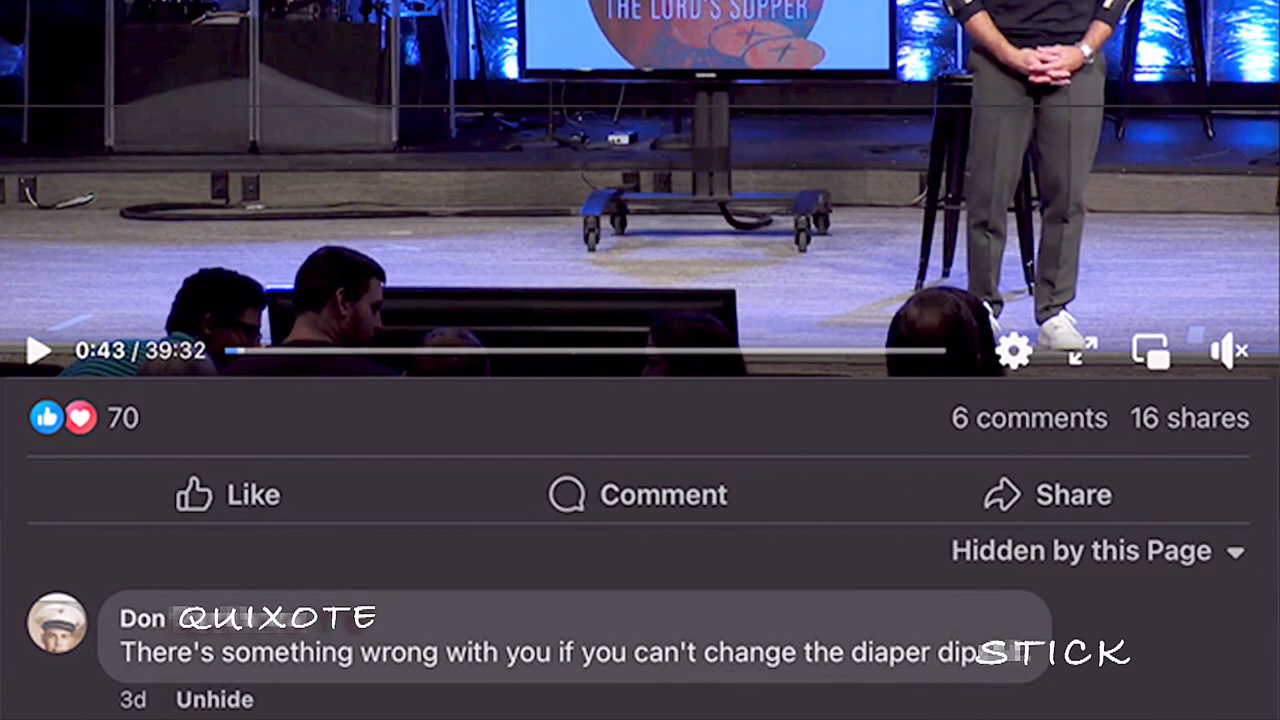 THE LORD'S SUPPER
0:43 / 39:32
70
6 comments 16 shares
Like Comment Share
Hidden by this Page
Don QUIXOTE
There's something wrong with you if you can't change the diaper dipSTICK
3d Unhide